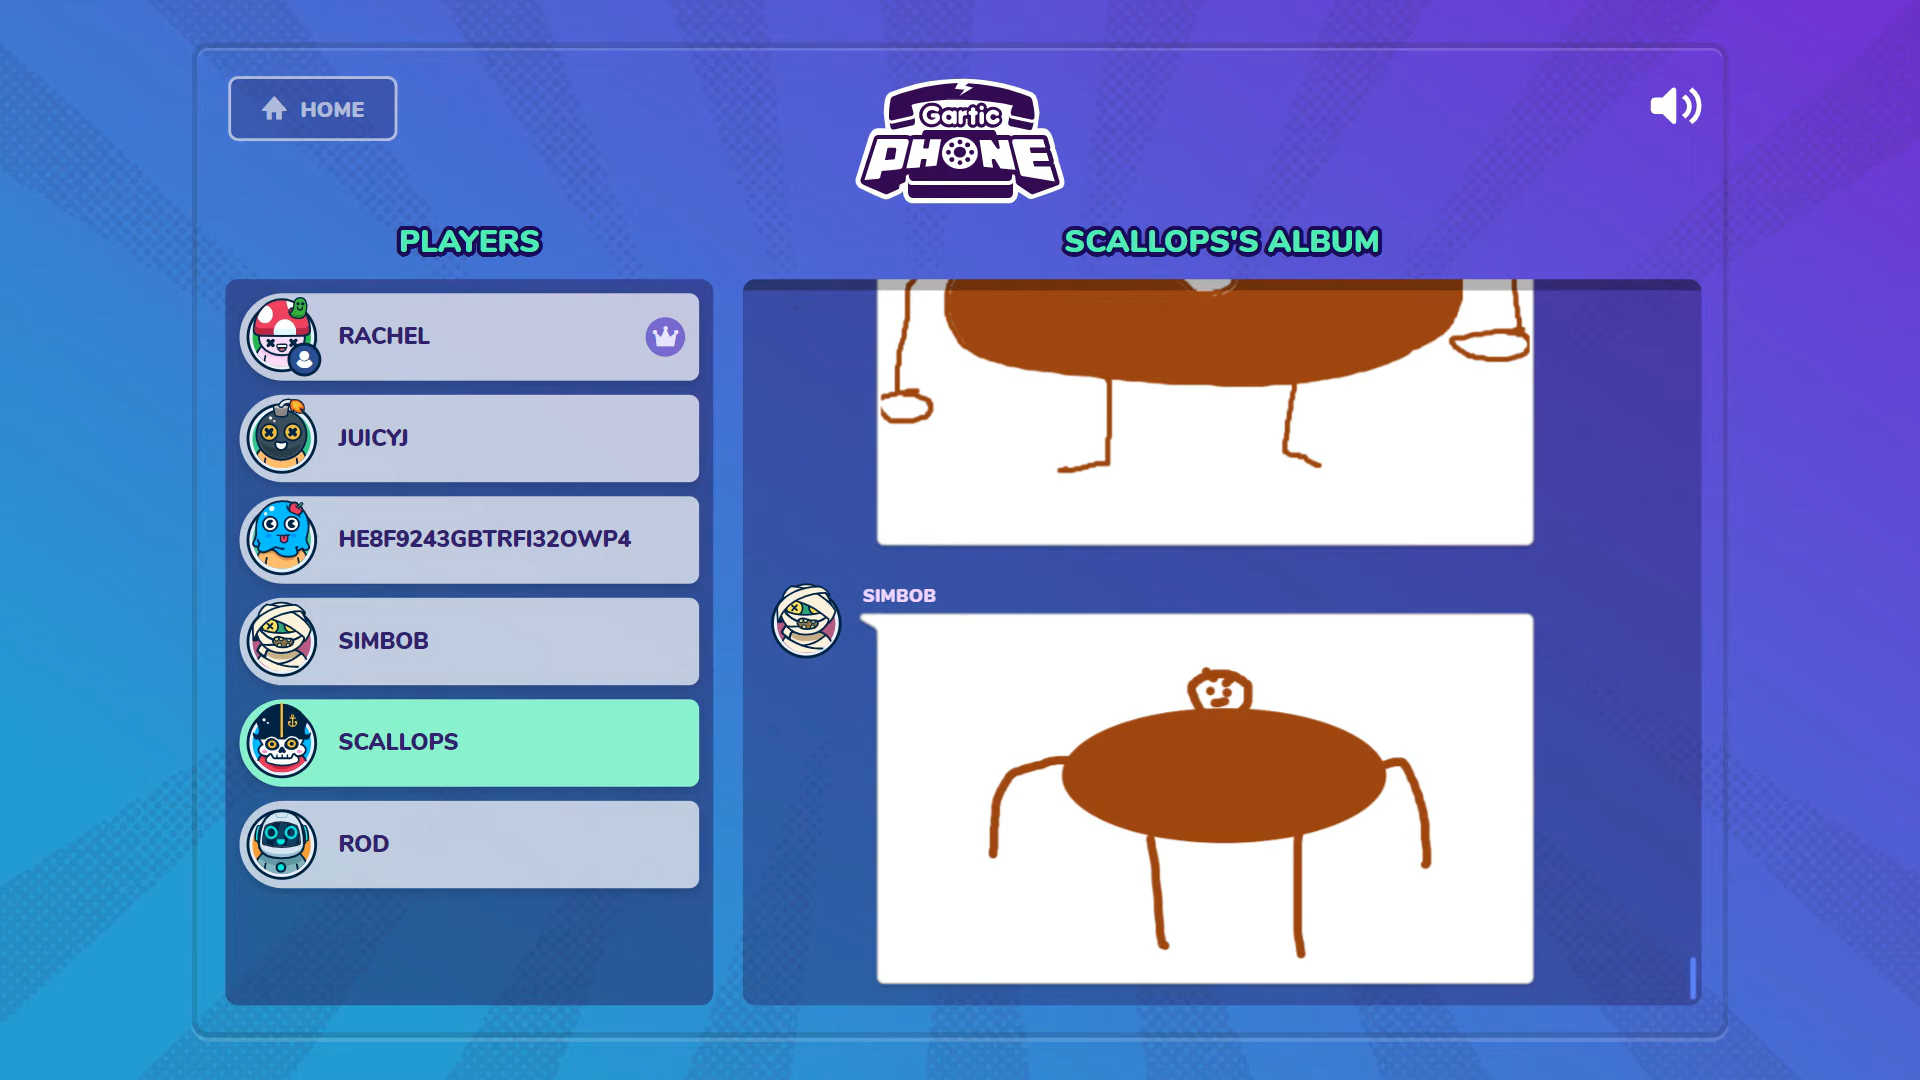 HOME
Gartic
PHONE
PLAYERS
SCALLOPS'S ALBUM
RACHEL
JUICYJ
HE8F9243GBTRFI32OWP4
SIMBOB
SCALLOPS
ROD
SIMBOB